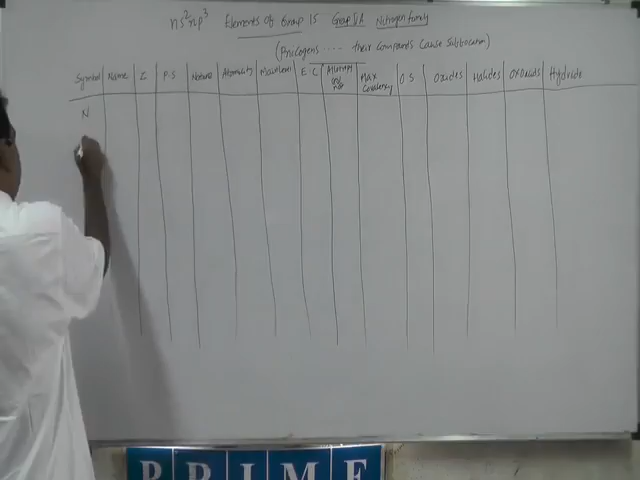 ns²np³ Elements of Group 15 Group VA Nitrogen family
(Pnicogens .... their compounds cause suffocation)
Symbol Name Z P.S Nature Atomicity E.C Allotropy Max Covalency O.S Oxides Halides Hydride
N
PRIME